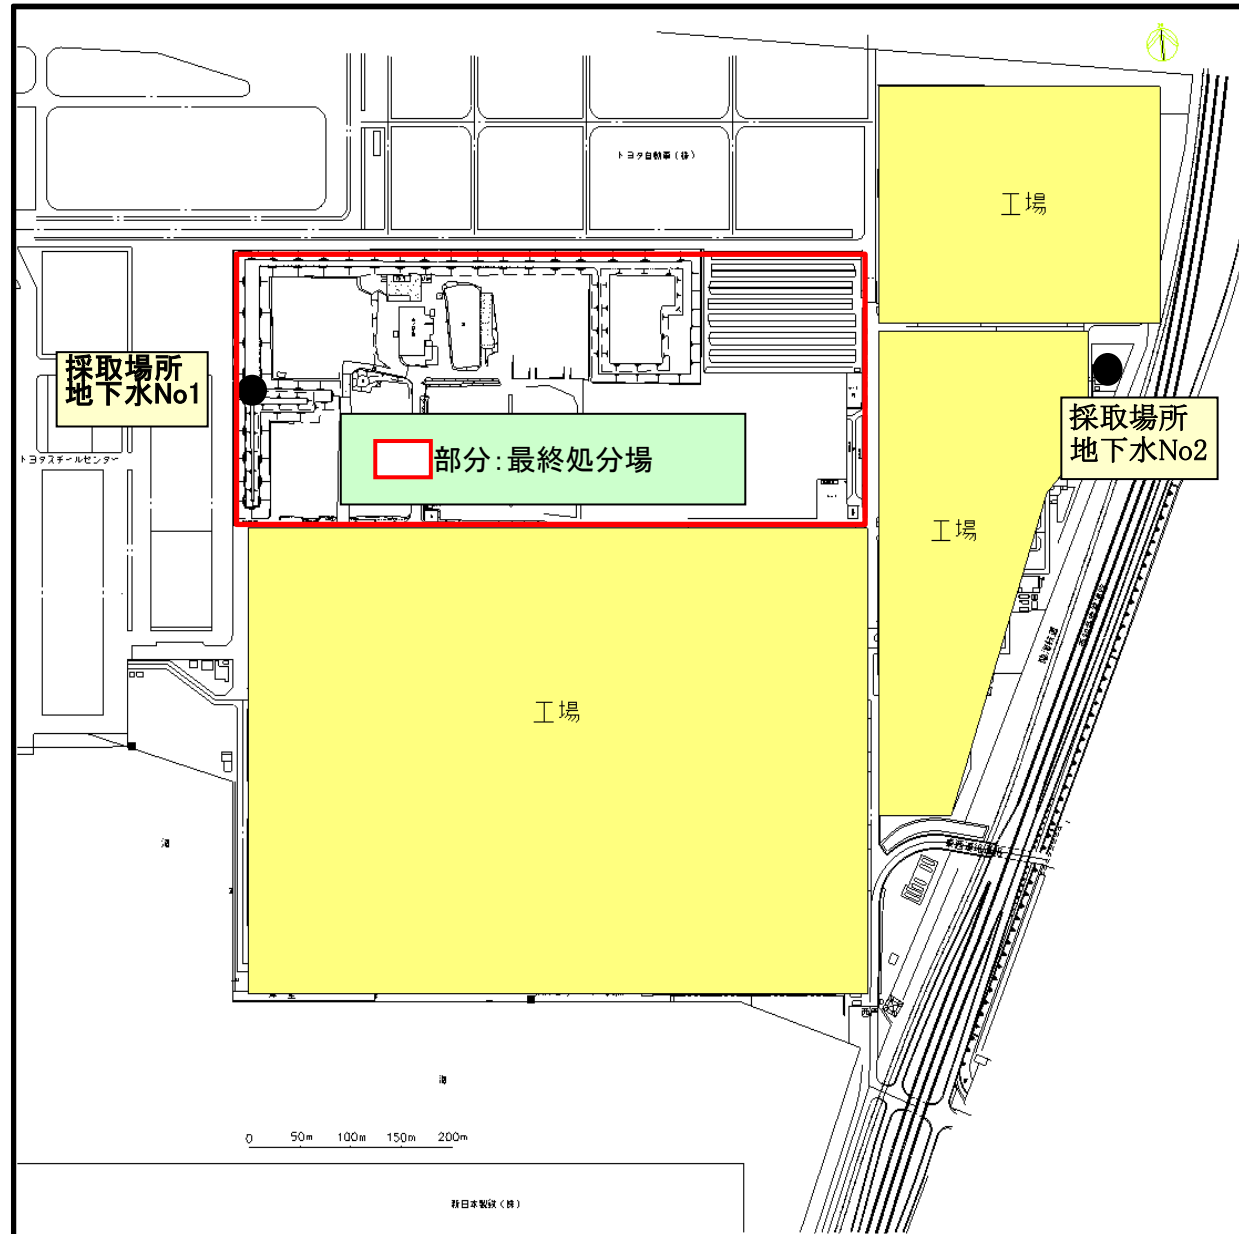 トヨタ自動車(株)
工場
採取場所
地下水No1
採取場所
地下水No2
トヨタスチールセンター
部分:最終処分場
工場
工場
海
海
0 50m 100m 150m 200m
新日本製鉄(株)